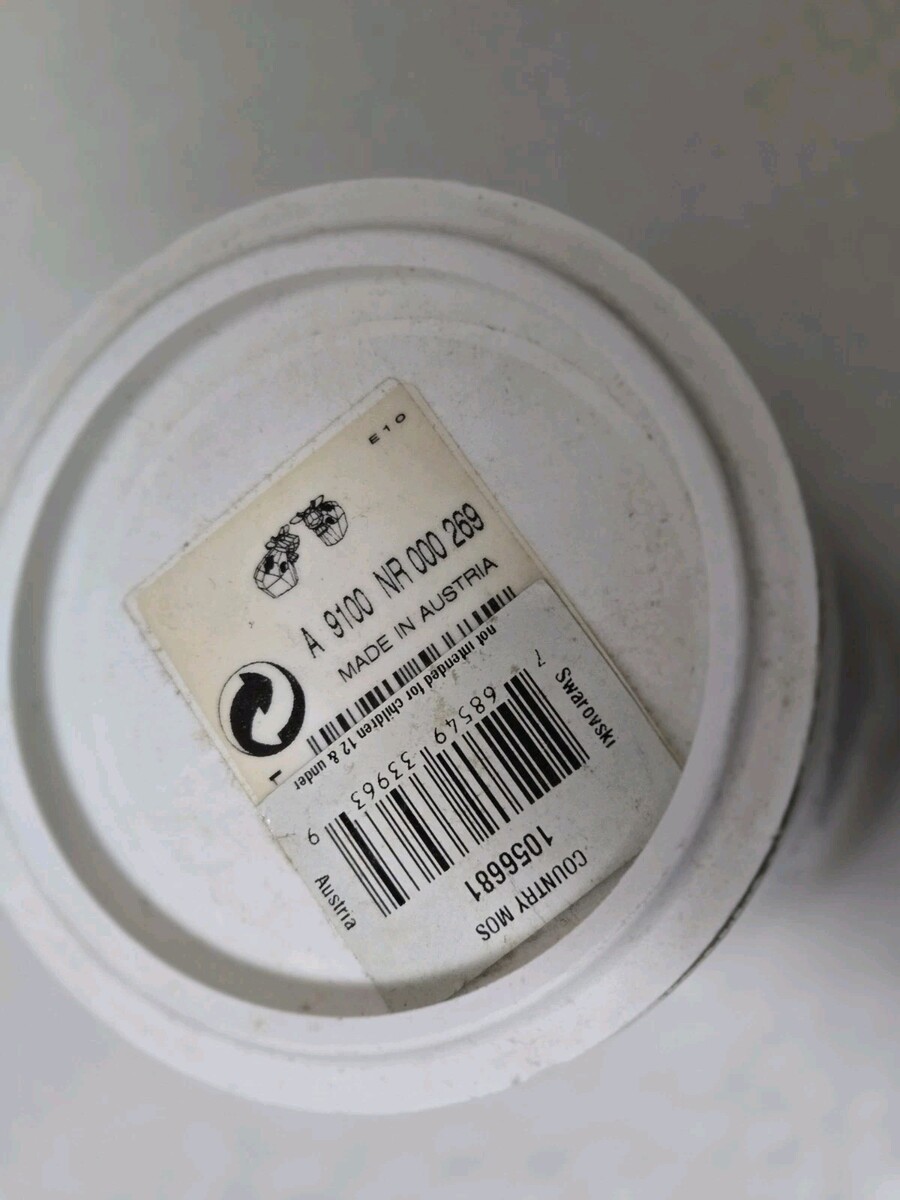 E10
A 9100 NR 000 269
MADE IN AUSTRIA
not intended for children 12 & under
Swarovski
7 68549 33963 9
Austria
1056681
COUNTRY MOS